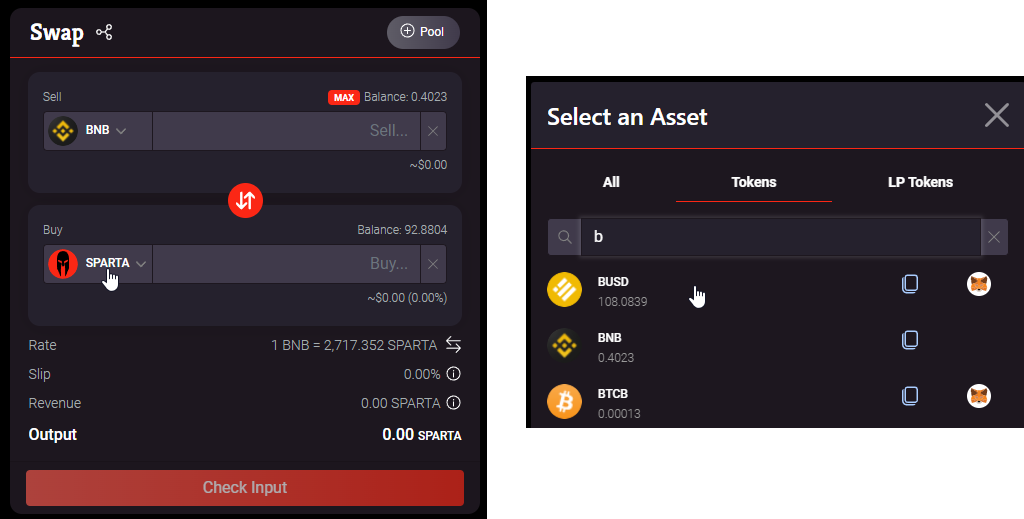 Swap
Pool
Sell
MAX Balance: 0.4023
BNB
Sell...
~$0.00
Buy
Balance: 92.8804
SPARTA
Buy...
~$0.00 (0.00%)
Rate
1 BNB = 2,717.352 SPARTA
Slip
0.00%
Revenue
0.00 SPARTA
Output
0.00 SPARTA
Check Input
Select an Asset
All
Tokens
LP Tokens
b
BUSD
108.0839
BNB
0.4023
BTCB
0.00013